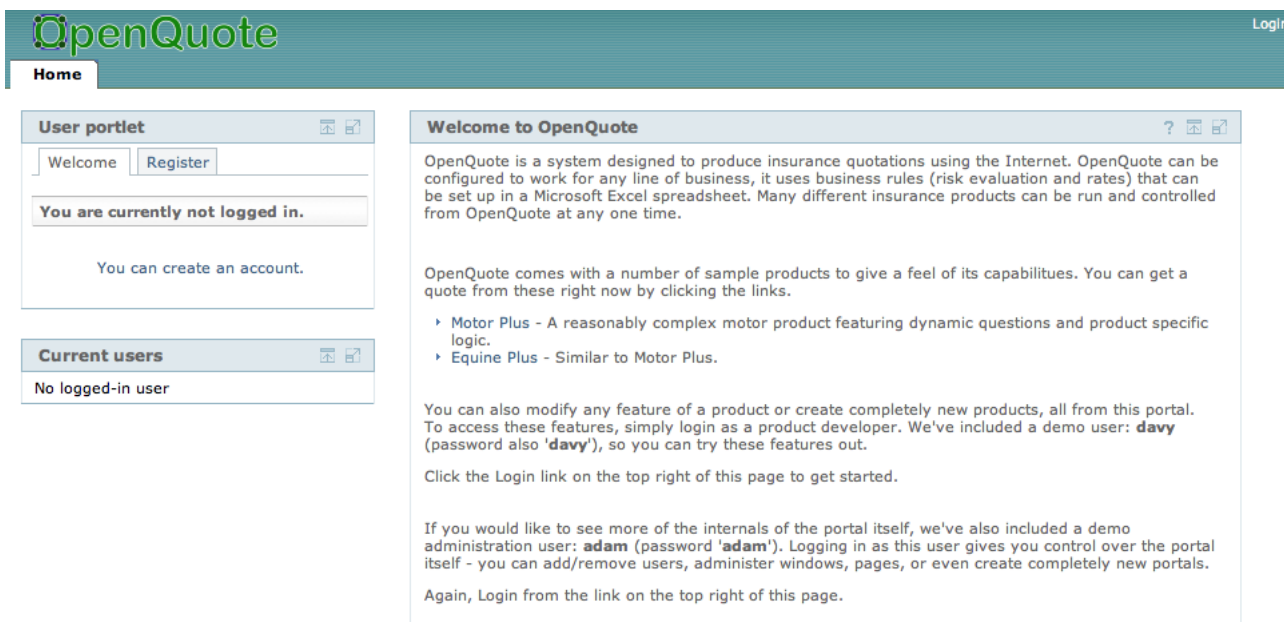 OpenQuote
Login
Home
User portlet
Welcome
Register
You are currently not logged in.
You can create an account.
Current users
No logged-in user
Welcome to OpenQuote
?
OpenQuote is a system designed to produce insurance quotations using the Internet. OpenQuote can be
configured to work for any line of business, it uses business rules (risk evaluation and rates) that can
be set up in a Microsoft Excel spreadsheet. Many different insurance products can be run and controlled
from OpenQuote at any one time.
OpenQuote comes with a number of sample products to give a feel of its capabilitues. You can get a
quote from these right now by clicking the links.
Motor Plus - A reasonably complex motor product featuring dynamic questions and product specific
logic.
Equine Plus - Similar to Motor Plus.
You can also modify any feature of a product or create completely new products, all from this portal.
To access these features, simply login as a product developer. We've included a demo user: davy
(password also 'davy'), so you can try these features out.
Click the Login link on the top right of this page to get started.
If you would like to see more of the internals of the portal itself, we've also included a demo
administration user: adam (password 'adam'). Logging in as this user gives you control over the portal
itself - you can add/remove users, administer windows, pages, or even create completely new portals.
Again, Login from the link on the top right of this page.